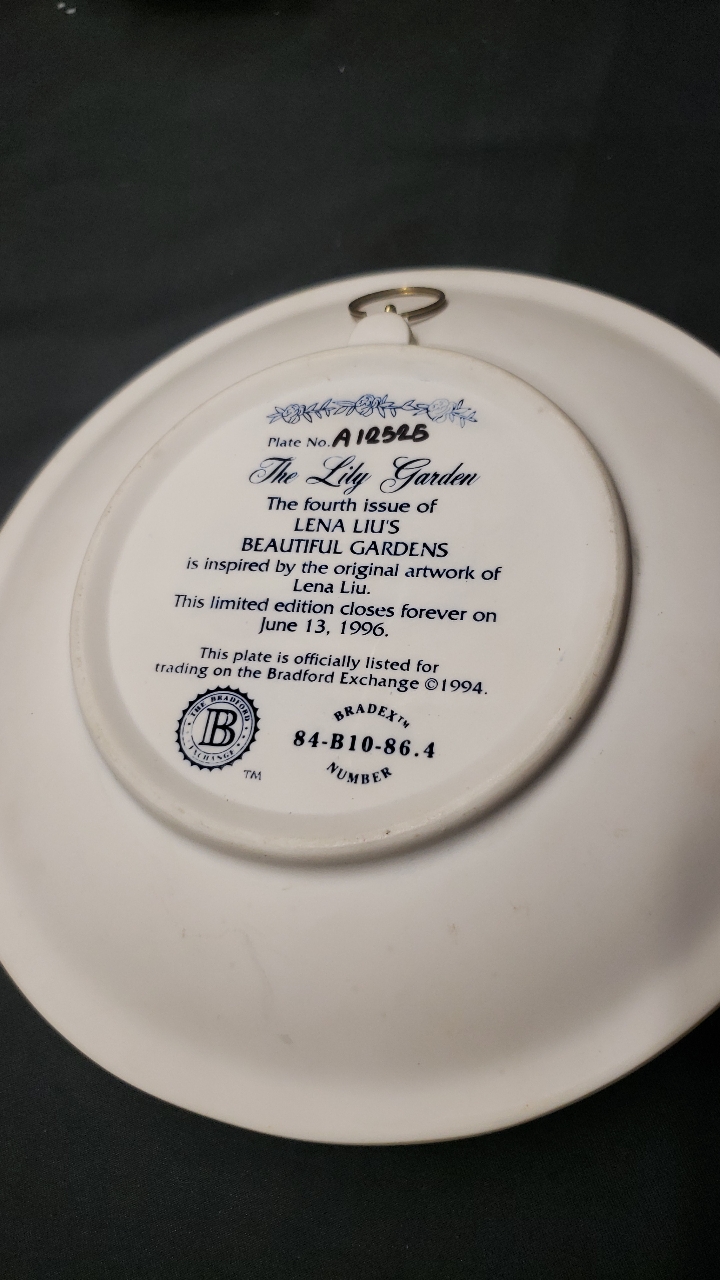 Plate No. A12525
The Lily Garden
The fourth issue of
LENA LIU'S
BEAUTIFUL GARDENS
is inspired by the original artwork of
Lena Liu.
This limited edition closes forever on
June 13, 1996.
This plate is officially listed for
trading on the Bradford Exchange ©1994.
THE BRADFORD
B
EXCHANGE
TM
BRADEX™
84-B10-86.4
NUMBER